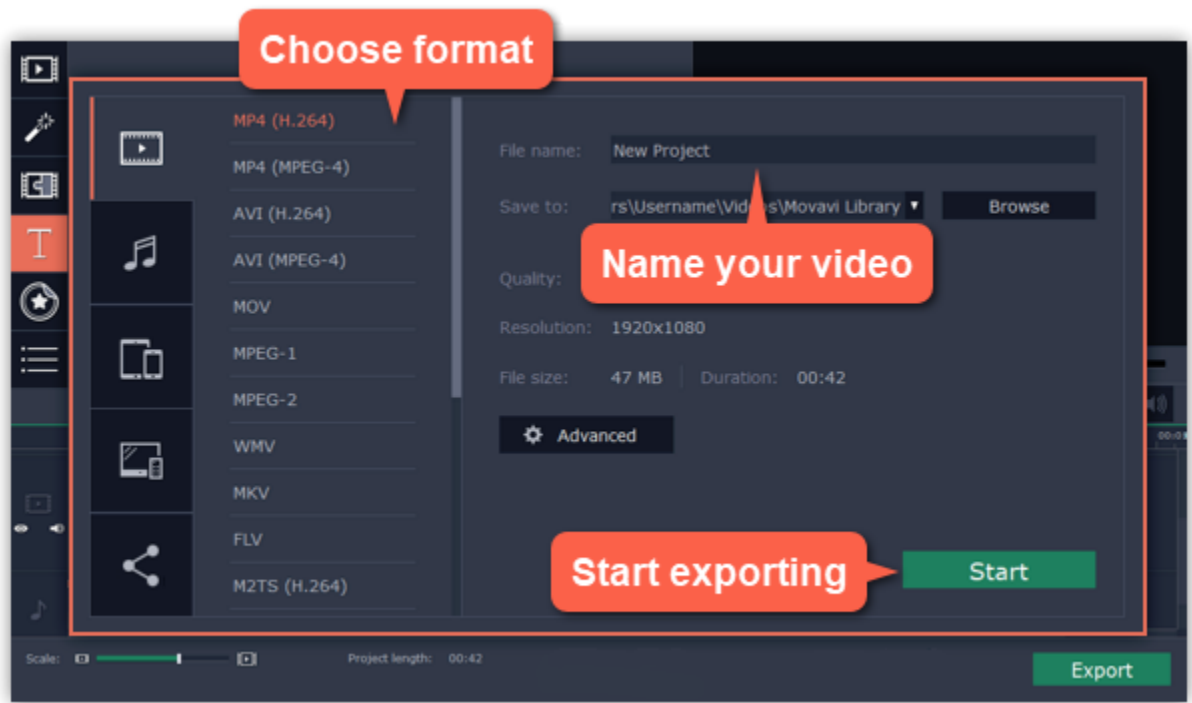 Choose format
MP4 (H.264)
MP4 (MPEG-4)
AVI (H.264)
AVI (MPEG-4)
MOV
MPEG-1
MPEG-2
WMV
MKV
FLV
M2TS (H.264)
File name: New Project
Save to: rs\Username\Videos\Movavi Library Browse
Name your video
Quality:
Resolution: 1920x1080
File size: 47 MB Duration: 00:42
Advanced
Start exporting
Start
Scale: Project length: 00:42
Export